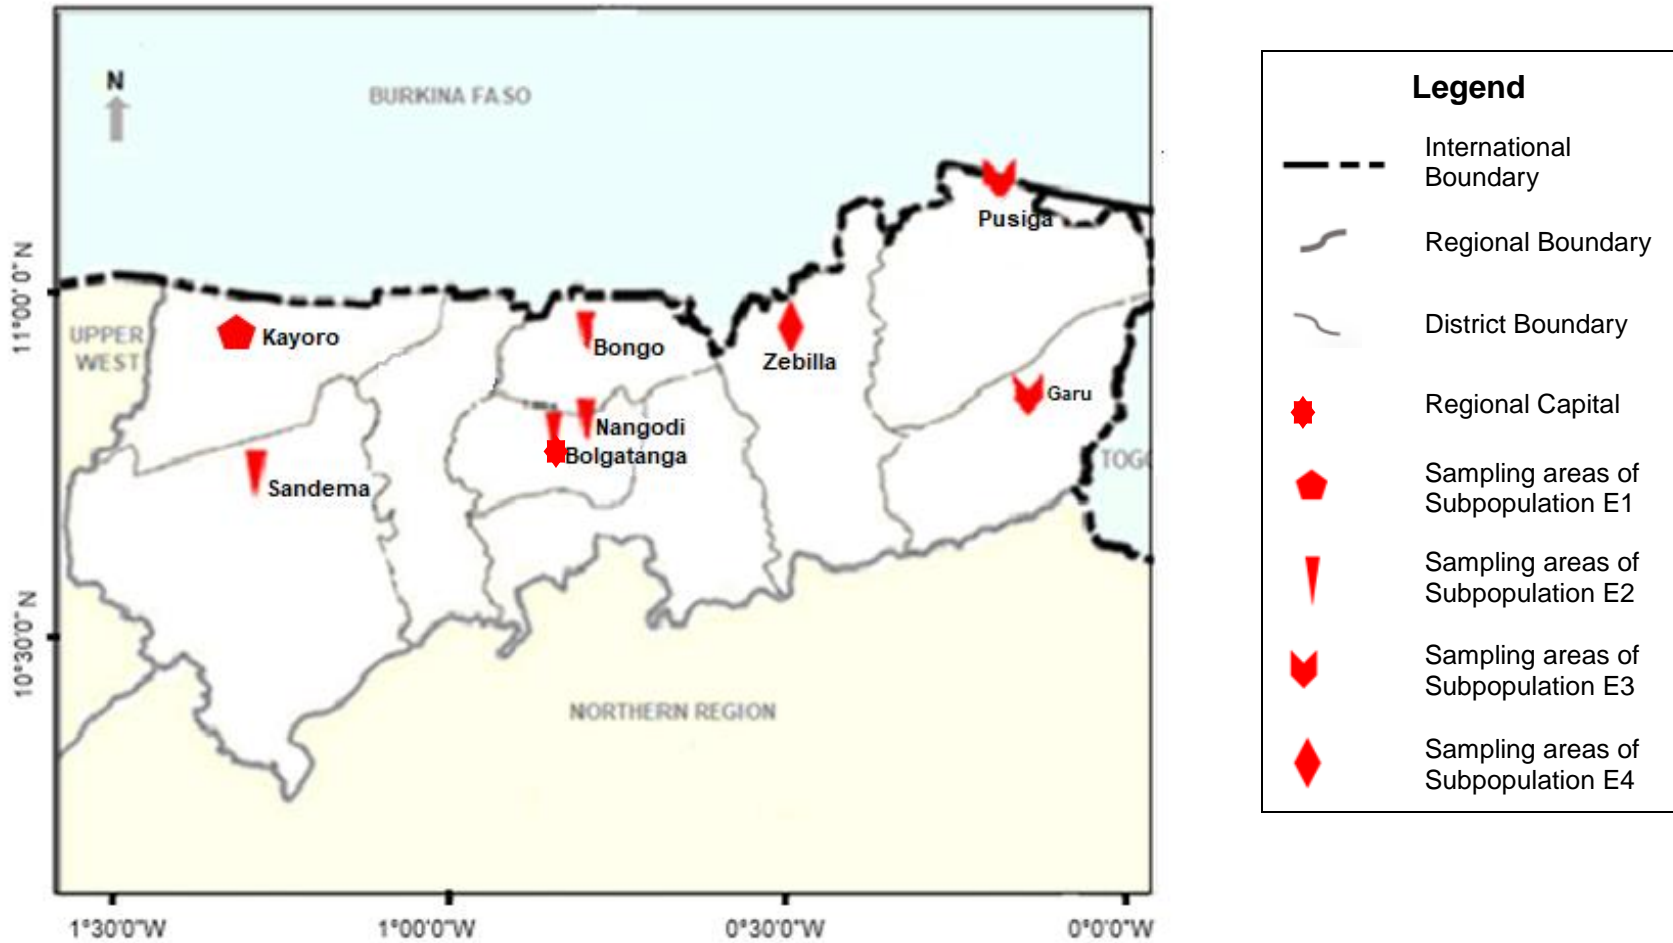 N
BURKINA FASO
Pusiga
11°00'0"N
UPPER
WEST
Kayoro
Bongo
Zebilla
Garu
Nangodi
Bolgatanga
TOGO
Sandema
10°30'0"N
NORTHERN REGION
1°30'0"W
1°00'0"W
0°30'0"W
0°0'0"W
Legend
International
Boundary
Regional Boundary
District Boundary
Regional Capital
Sampling areas of
Subpopulation E1
Sampling areas of
Subpopulation E2
Sampling areas of
Subpopulation E3
Sampling areas of
Subpopulation E4